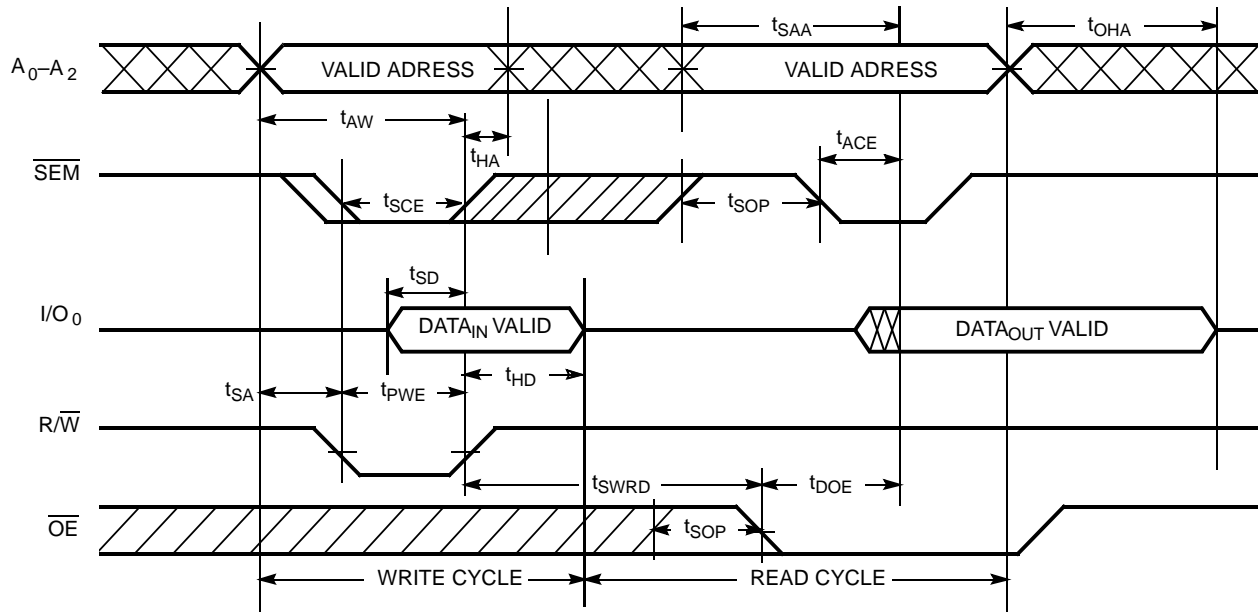 tSAA
tOHA
A0–A2
VALID ADRESS
VALID ADRESS
tAW
tHA
tACE
SEM
tSCE
tSOP
tSD
I/O0
DATAIN VALID
DATAOUT VALID
tSA
tPWE
tHD
R/W
tSWRD
tDOE
OE
tSOP
WRITE CYCLE
READ CYCLE